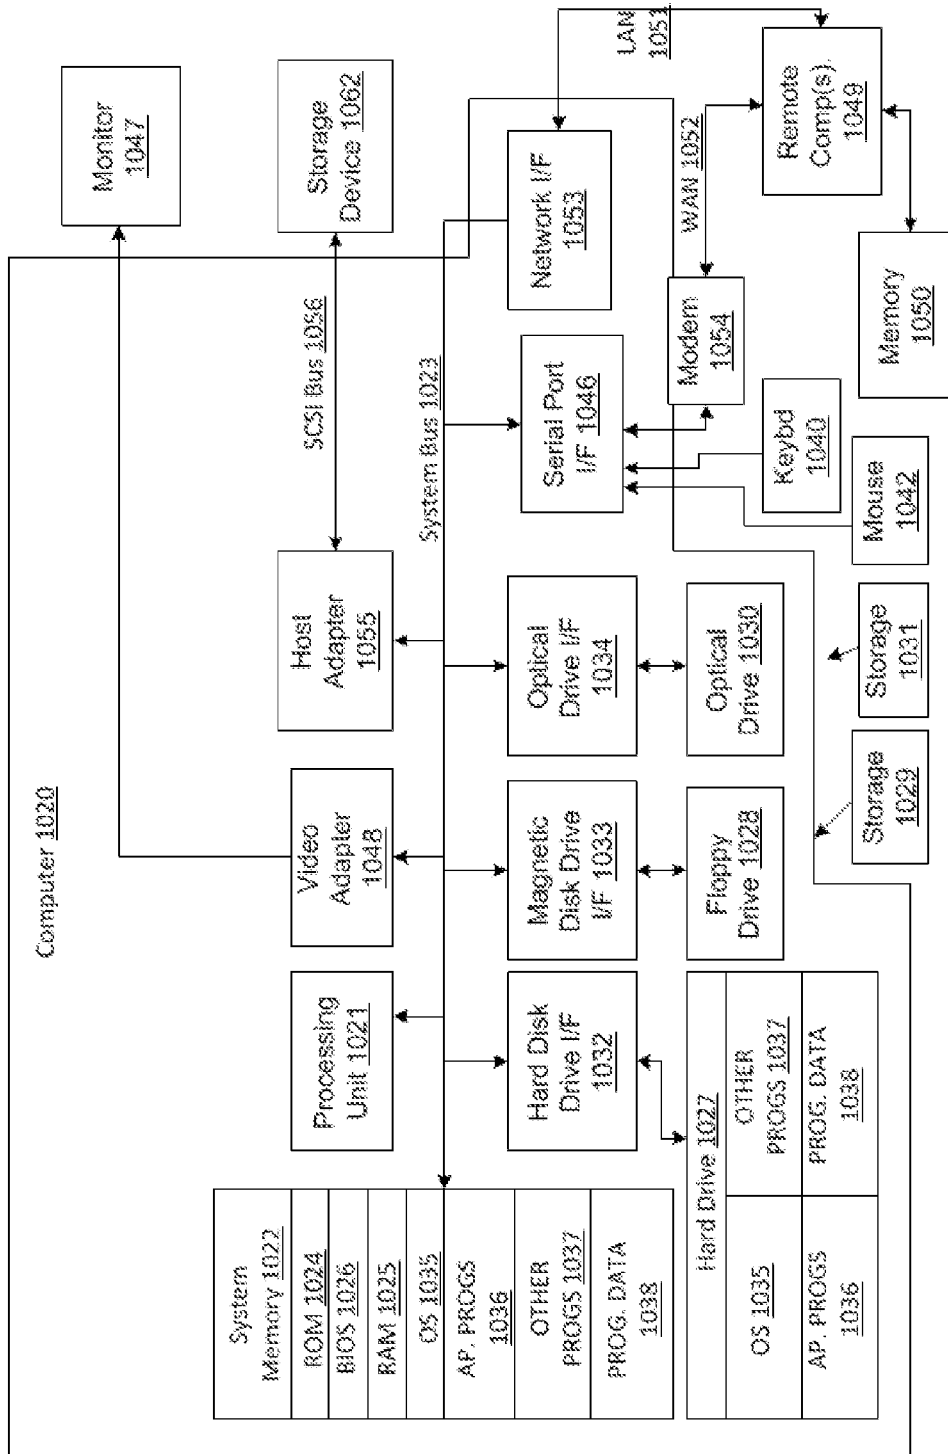 Computer 1020
Monitor
1047
System
Memory 1022
ROM 1024
BIOS 1026
RAM 1025
OS 1035
AP. PROGS
1036
OTHER
PROGS 1037
PROG. DATA
1038
Processing
Unit 1021
Video
Adapter
1048
Host
Adapter
1055
SCSI Bus 1056
Storage
Device 1062
System Bus 1023
Hard Disk
Drive I/F
1032
Magnetic
Disk Drive
I/F 1033
Optical
Drive I/F
1034
Serial Port
I/F 1046
Network I/F
1053
LAN
1051
Hard Drive 1027
OS 1035
OTHER
PROGS 1037
AP. PROGS
1036
PROG. DATA
1038
Floppy
Drive 1028
Optical
Drive 1030
Modem
1054
WAN 1052
Keybd
1040
Remote
Comp(s).
1049
Storage
1029
Storage
1031
Mouse
1042
Memory
1050